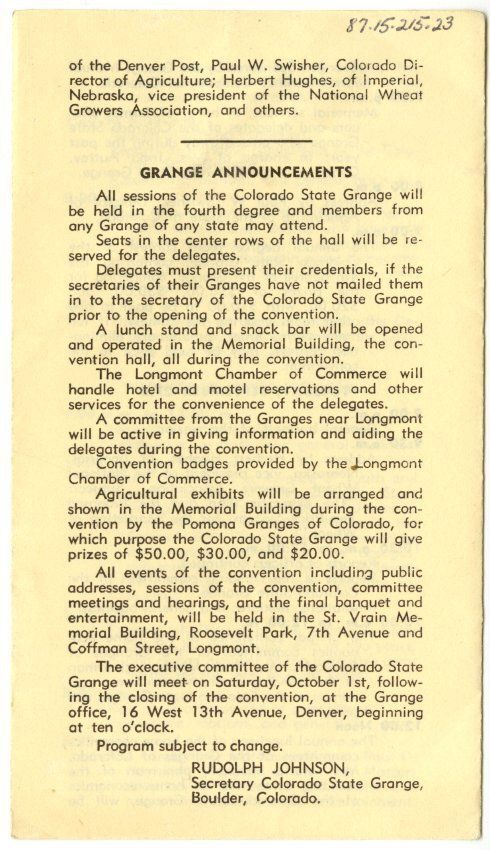 87-15-215-23
of the Denver Post, Paul W. Swisher, Colorado Di-
rector of Agriculture; Herbert Hughes, of Imperial,
Nebraska, vice president of the National Wheat
Growers Association, and others.
GRANGE ANNOUNCEMENTS
All sessions of the Colorado State Grange will
be held in the fourth degree and members from
any Grange of any state may attend.
Seats in the center rows of the hall will be re-
served for the delegates.
Delegates must present their credentials, if the
secretaries of their Granges have not mailed them
in to the secretary of the Colorado State Grange
prior to the opening of the convention.
A lunch stand and snack bar will be opened
and operated in the Memorial Building, the con-
vention hall, all during the convention.
The Longmont Chamber of Commerce will
handle hotel and motel reservations and other
services for the convenience of the delegates.
A committee from the Granges near Longmont
will be active in giving information and aiding the
delegates during the convention.
Convention badges provided by the Longmont
Chamber of Commerce.
Agricultural exhibits will be arranged and
shown in the Memorial Building during the con-
vention by the Pomona Granges of Colorado, for
which purpose the Colorado State Grange will give
prizes of $50.00, $30.00, and $20.00.
All events of the convention including public
addresses, sessions of the convention, committee
meetings and hearings, and the final banquet and
entertainment, will be held in the St. Vrain Me-
morial Building, Roosevelt Park, 7th Avenue and
Coffman Street, Longmont.
The executive committee of the Colorado State
Grange will meet on Saturday, October 1st, follow-
ing the closing of the convention, at the Grange
office, 16 West 13th Avenue, Denver, beginning
at ten o'clock.
Program subject to change.
RUDOLPH JOHNSON,
Secretary Colorado State Grange,
Boulder, Colorado.